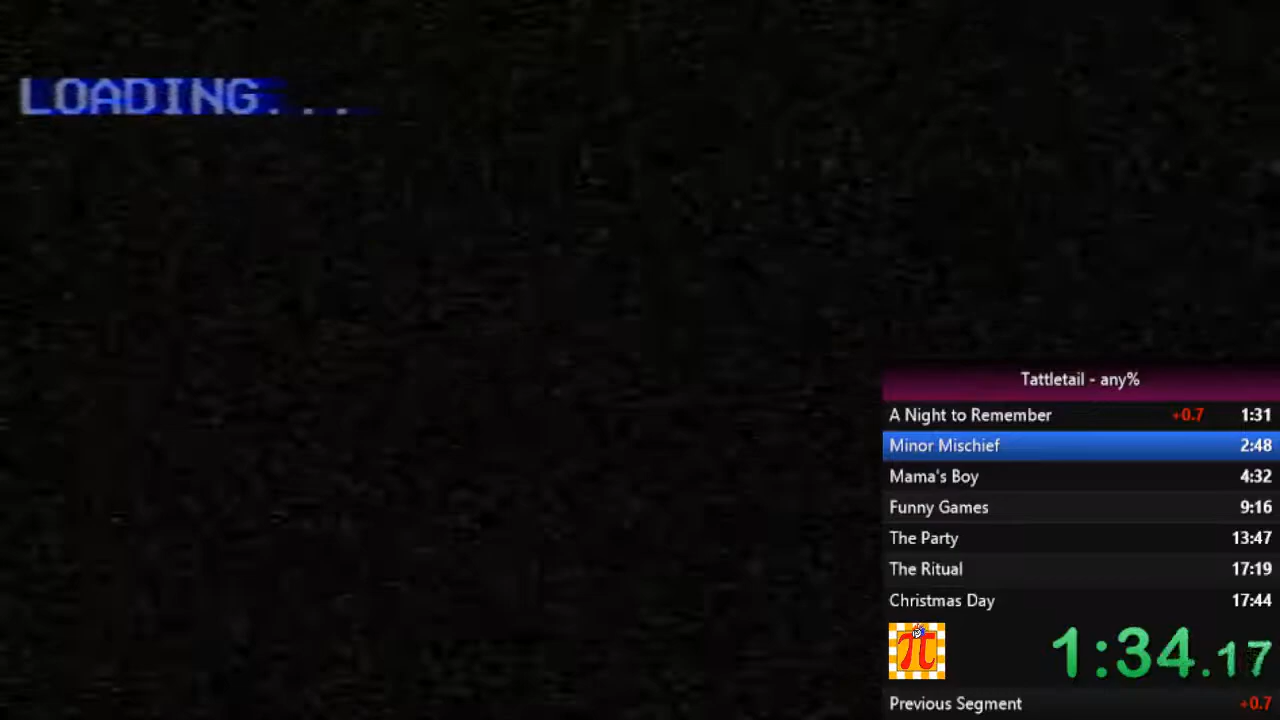 LOADING...
Tattletail - any%
A Night to Remember +0.7 1:31
Minor Mischief 2:48
Mama's Boy 4:32
Funny Games 9:16
The Party 13:47
The Ritual 17:19
Christmas Day 17:44
π 1:34.17
Previous Segment +0.7